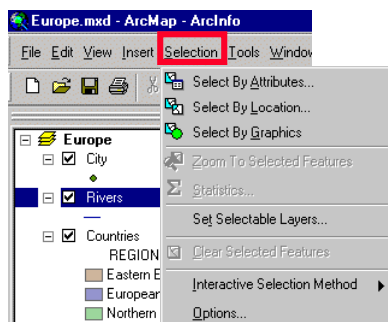 Europe.mxd - ArcMap - ArcInfo
File Edit View Insert Selection Tools Window
Select By Attributes...
Select By Location...
Select By Graphics
Zoom To Selected Features
Statistics...
Set Selectable Layers...
Clear Selected Features
Interactive Selection Method
Options...
Europe
City
Rivers
Countries
REGION
Eastern E
European
Northern